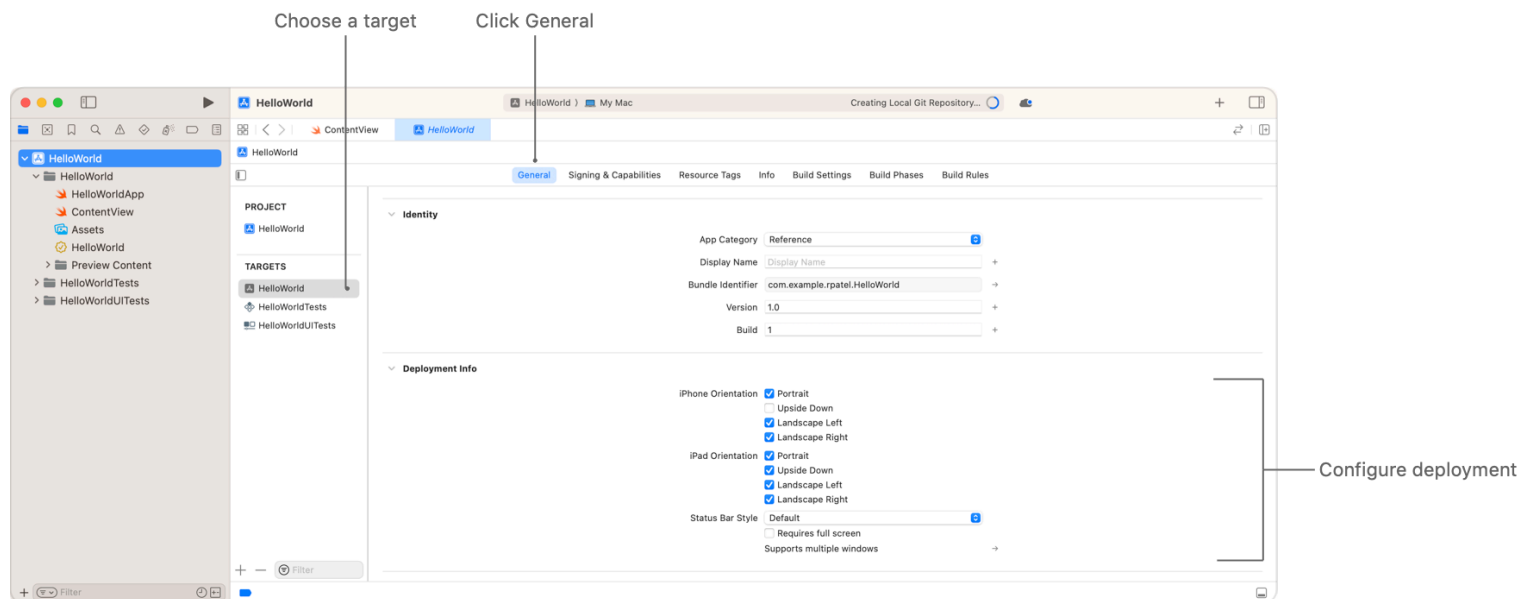 Choose a target
Click General
HelloWorld
HelloWorld ⟩ My Mac
Creating Local Git Repository...
ContentView
HelloWorld
HelloWorld
General
Signing & Capabilities
Resource Tags
Info
Build Settings
Build Phases
Build Rules
HelloWorld
HelloWorld
HelloWorldApp
ContentView
Assets
HelloWorld
Preview Content
HelloWorldTests
HelloWorldUITests
Filter
PROJECT
HelloWorld
TARGETS
HelloWorld
HelloWorldTests
HelloWorldUITests
Filter
Identity
App Category Reference
Display Name Display Name
Bundle Identifier com.example.rpatel.HelloWorld
Version 1.0
Build 1
Deployment Info
iPhone Orientation Portrait
Upside Down
Landscape Left
Landscape Right
iPad Orientation Portrait
Upside Down
Landscape Left
Landscape Right
Status Bar Style Default
Requires full screen
Supports multiple windows
Configure deployment